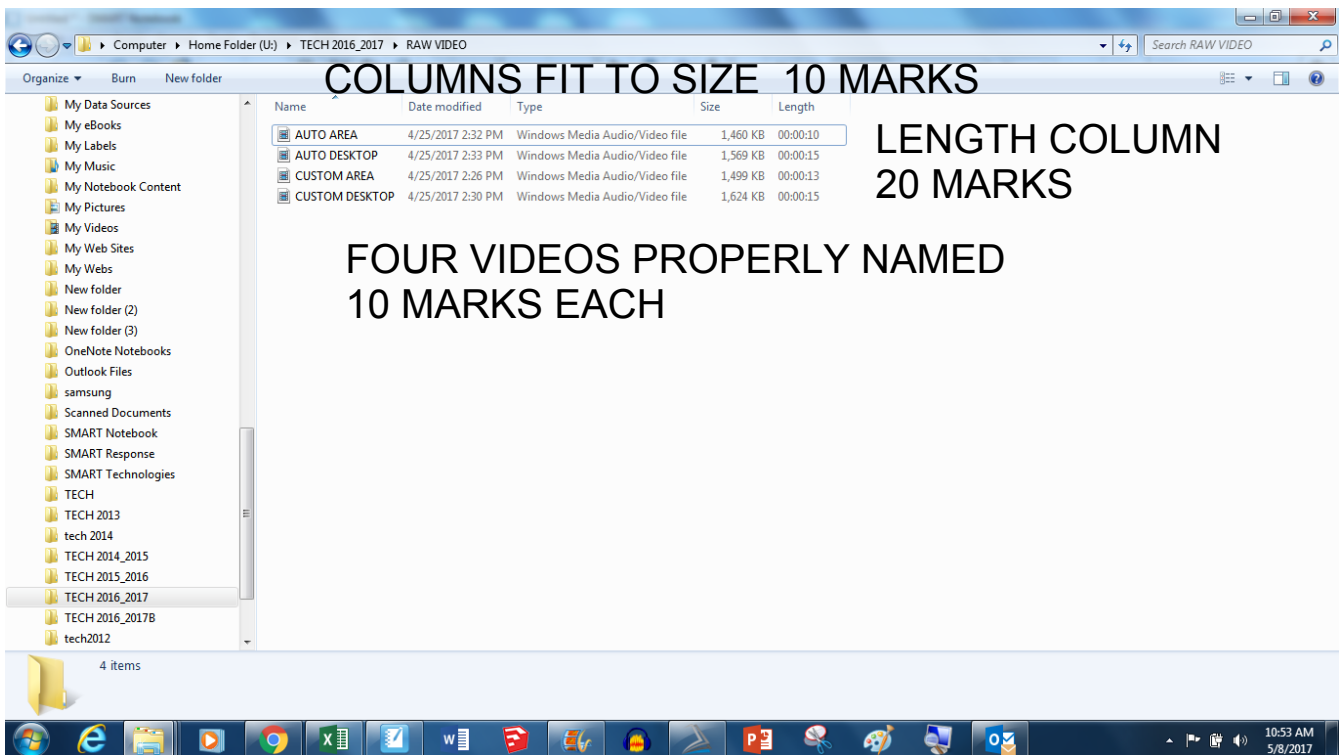 Computer ▸ Home Folder (U:) ▸ TECH 2016_2017 ▸ RAW VIDEO
Search RAW VIDEO
Organize Burn New folder
COLUMNS FIT TO SIZE 10 MARKS
Name Date modified Type Size Length
AUTO AREA 4/25/2017 2:32 PM Windows Media Audio/Video file 1,460 KB 00:00:10
AUTO DESKTOP 4/25/2017 2:33 PM Windows Media Audio/Video file 1,569 KB 00:00:15
CUSTOM AREA 4/25/2017 2:26 PM Windows Media Audio/Video file 1,499 KB 00:00:13
CUSTOM DESKTOP 4/25/2017 2:30 PM Windows Media Audio/Video file 1,624 KB 00:00:15
LENGTH COLUMN
20 MARKS
FOUR VIDEOS PROPERLY NAMED
10 MARKS EACH
My Data Sources
My eBooks
My Labels
My Music
My Notebook Content
My Pictures
My Videos
My Web Sites
My Webs
New folder
New folder (2)
New folder (3)
OneNote Notebooks
Outlook Files
samsung
Scanned Documents
SMART Notebook
SMART Response
SMART Technologies
TECH
TECH 2013
tech 2014
TECH 2014_2015
TECH 2015_2016
TECH 2016_2017
TECH 2016_2017B
tech2012
4 items
10:53 AM
5/8/2017